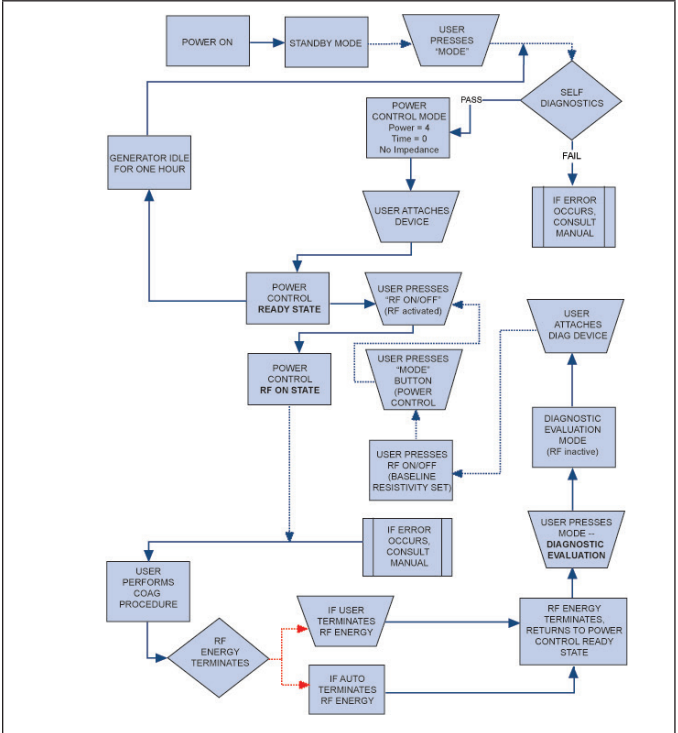 POWER ON
STANDBY MODE
USER
PRESSES
“MODE”
SELF
DIAGNOSTICS
PASS
FAIL
POWER
CONTROL MODE
Power = 4
Time = 0
No Impedance
GENERATOR IDLE
FOR ONE HOUR
IF ERROR
OCCURS,
CONSULT
MANUAL
USER ATTACHES
DEVICE
POWER
CONTROL
READY STATE
USER PRESSES
“RF ON/OFF”
(RF activated)
USER
ATTACHES
DIAG DEVICE
POWER
CONTROL
RF ON STATE
USER PRESSES
“MODE”
BUTTON
(POWER
CONTROL
DIAGNOSTIC
EVALUATION
MODE
(RF inactive)
USER PRESSES
RF ON/OFF
(BASELINE
RESISTIVITY SET)
USER PRESSES
MODE --
DIAGNOSTIC
EVALUATION
IF ERROR
OCCURS,
CONSULT
MANUAL
USER
PERFORMS
COAG
PROCEDURE
RF
ENERGY
TERMINATES
IF USER
TERMINATES
RF ENERGY
RF ENERGY
TERMINATES,
RETURNS TO POWER
CONTROL READY
STATE
IF AUTO
TERMINATES
RF ENERGY